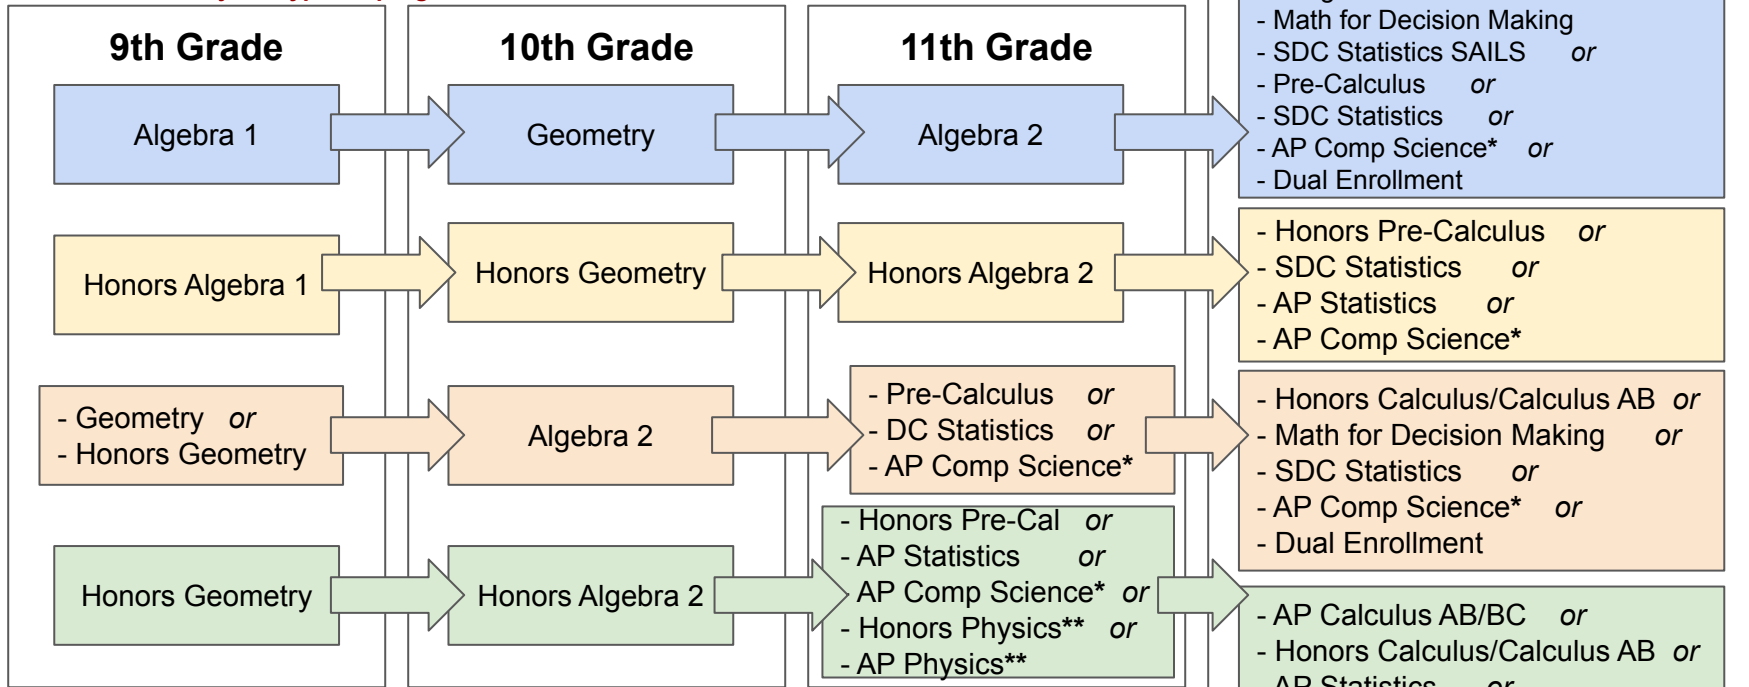 9th Grade
10th Grade
11th Grade
- Math for Decision Making
- SDC Statistics SAILS or
- Pre-Calculus or
- SDC Statistics or
- AP Comp Science* or
- Dual Enrollment
Algebra 1
Geometry
Algebra 2
Honors Algebra 1
Honors Geometry
Honors Algebra 2
- Honors Pre-Calculus or
- SDC Statistics or
- AP Statistics or
- AP Comp Science*
- Geometry or
- Honors Geometry
Algebra 2
- Pre-Calculus or
- DC Statistics or
- AP Comp Science*
- Honors Calculus/Calculus AB or
- Math for Decision Making or
- SDC Statistics or
- AP Comp Science* or
- Dual Enrollment
Honors Geometry
Honors Algebra 2
- Honors Pre-Cal or
- AP Statistics or
AP Comp Science* or
- Honors Physics** or
- AP Physics**
- AP Calculus AB/BC or
- Honors Calculus/Calculus AB or
AP Statistics or